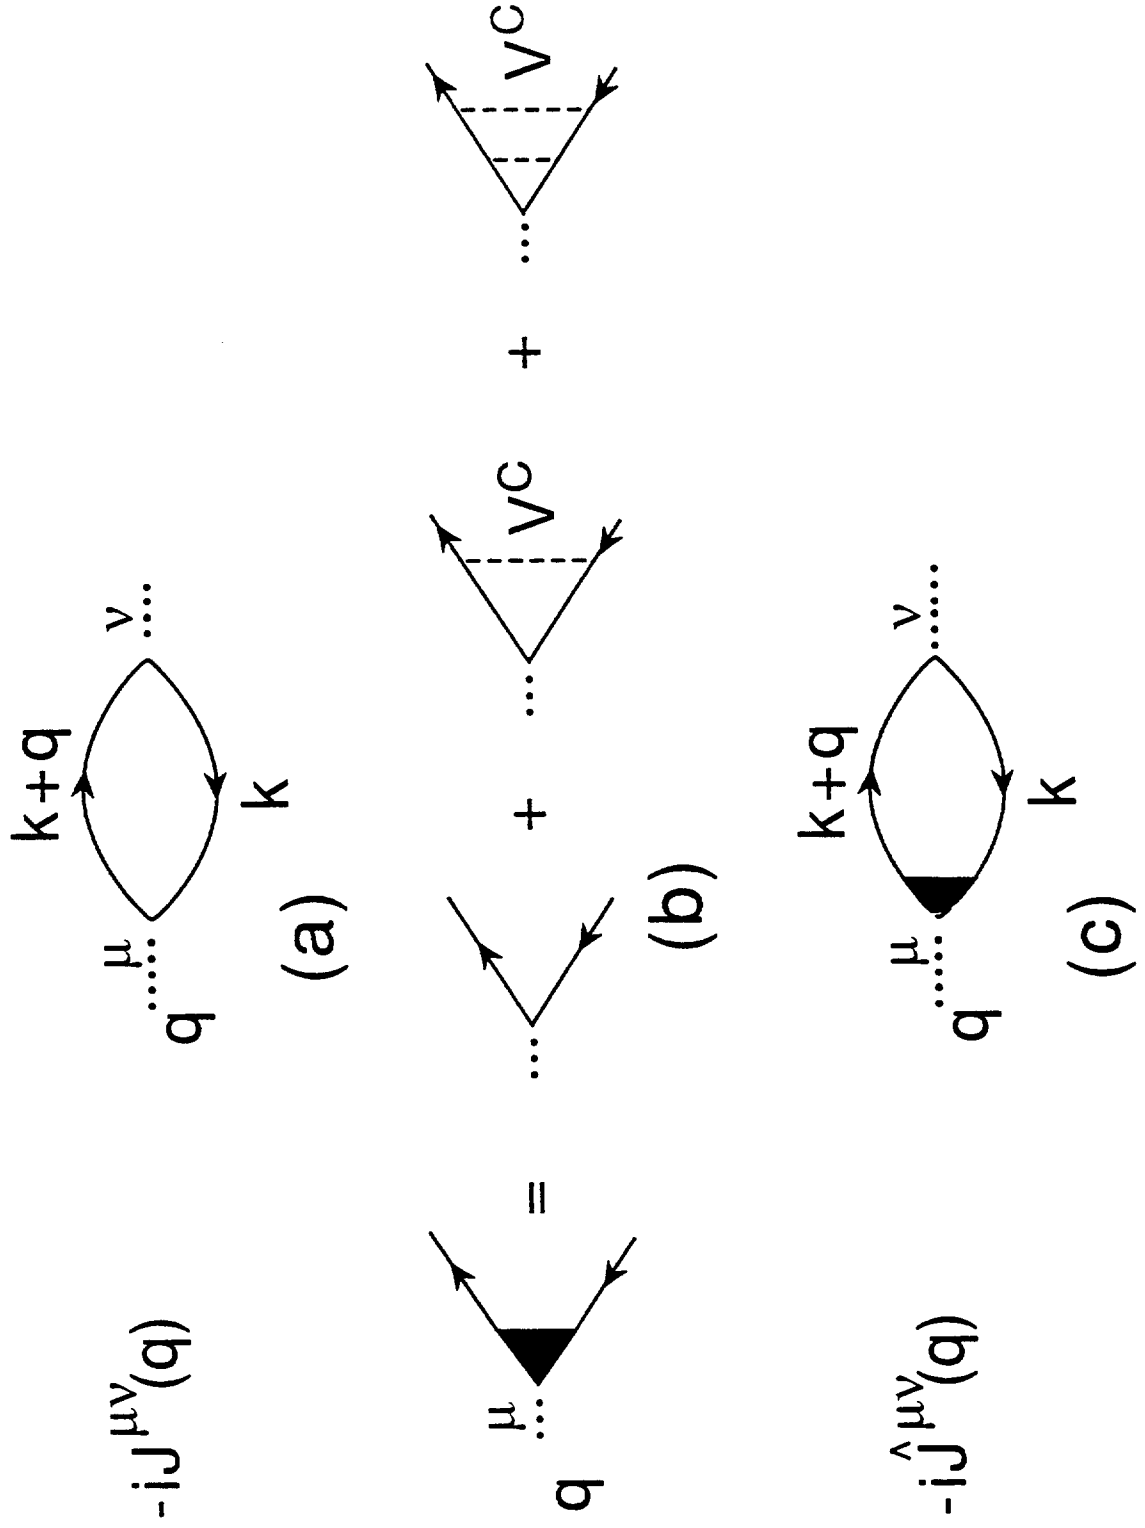 -iJ^μν(q)
q μ k+q k ν
(a)
q μ = + V^C + V^C
(b)
-iĴ^μν(q)
q μ k+q k ν
(c)